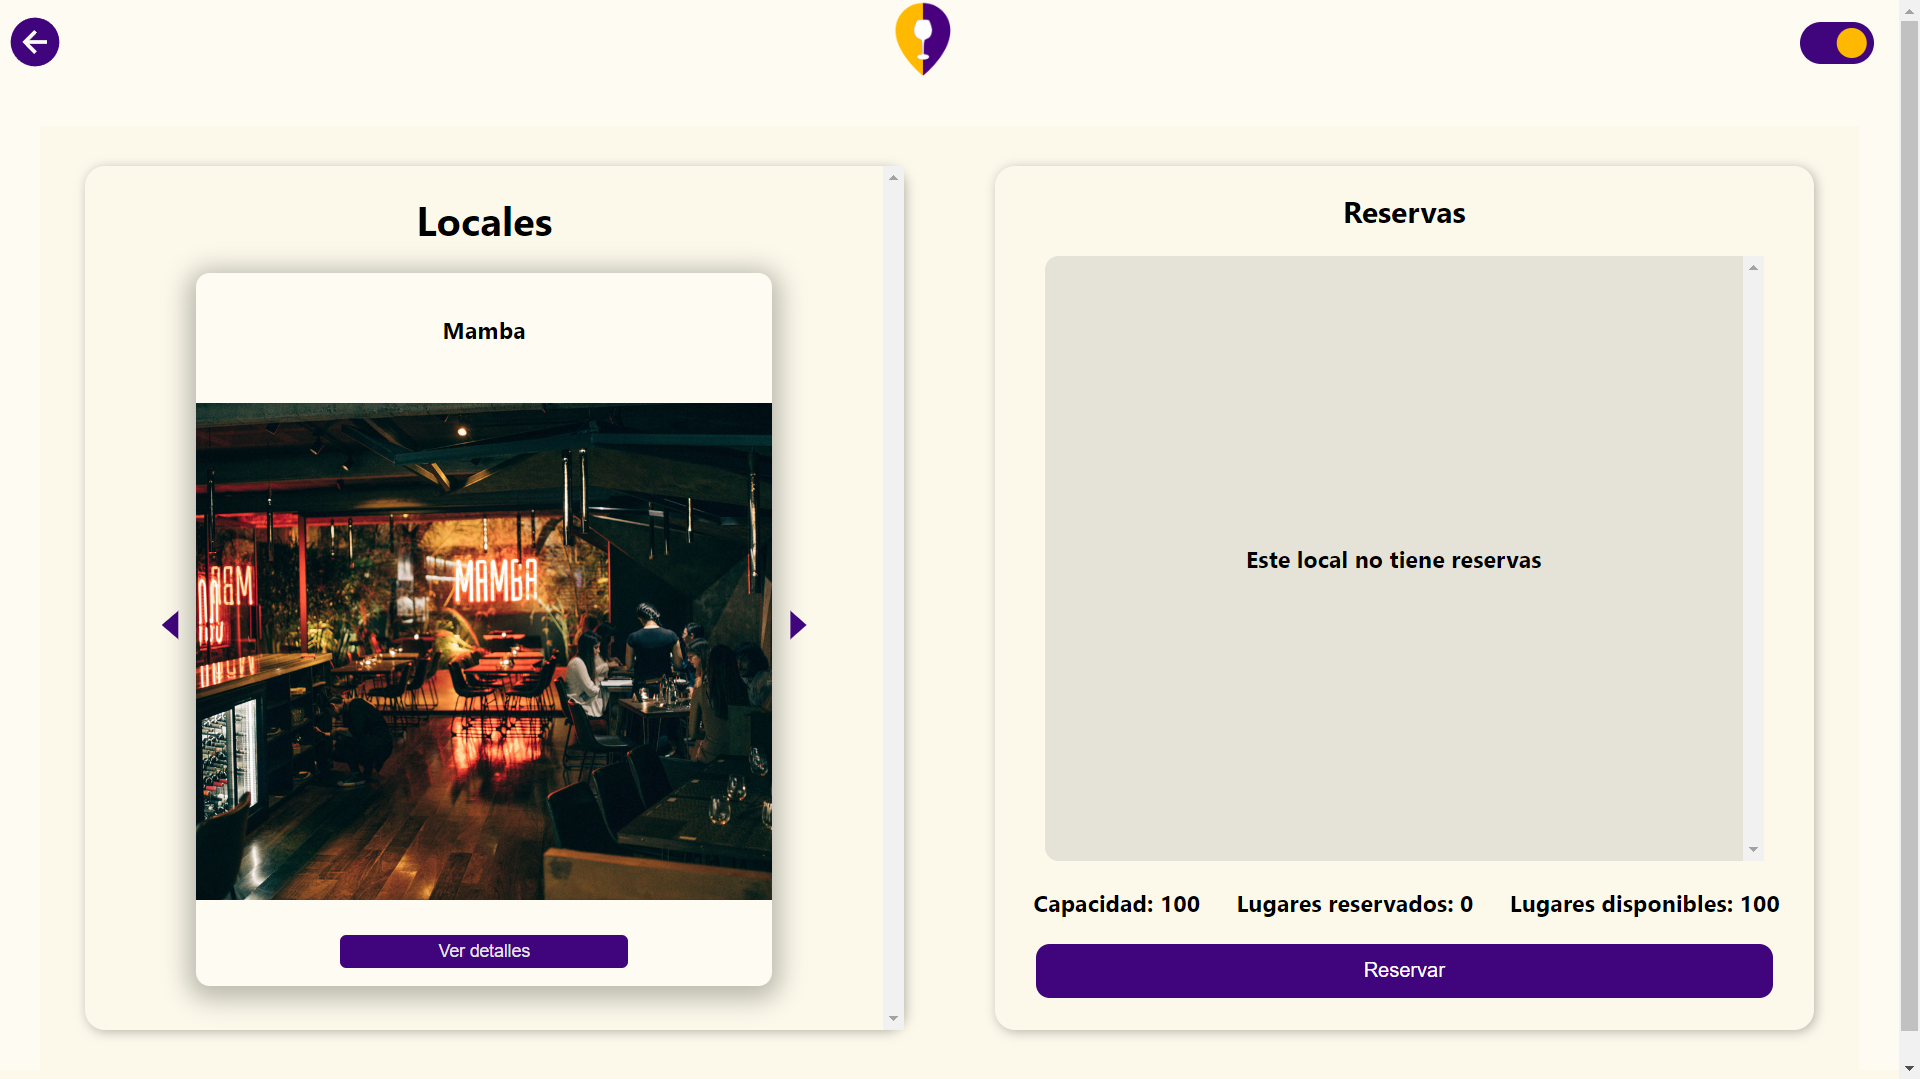 Locales
Mamba
MAMBA
MAMBA
Ver detalles
Reservas
Este local no tiene reservas
Capacidad: 100 Lugares reservados: 0 Lugares disponibles: 100
Reservar